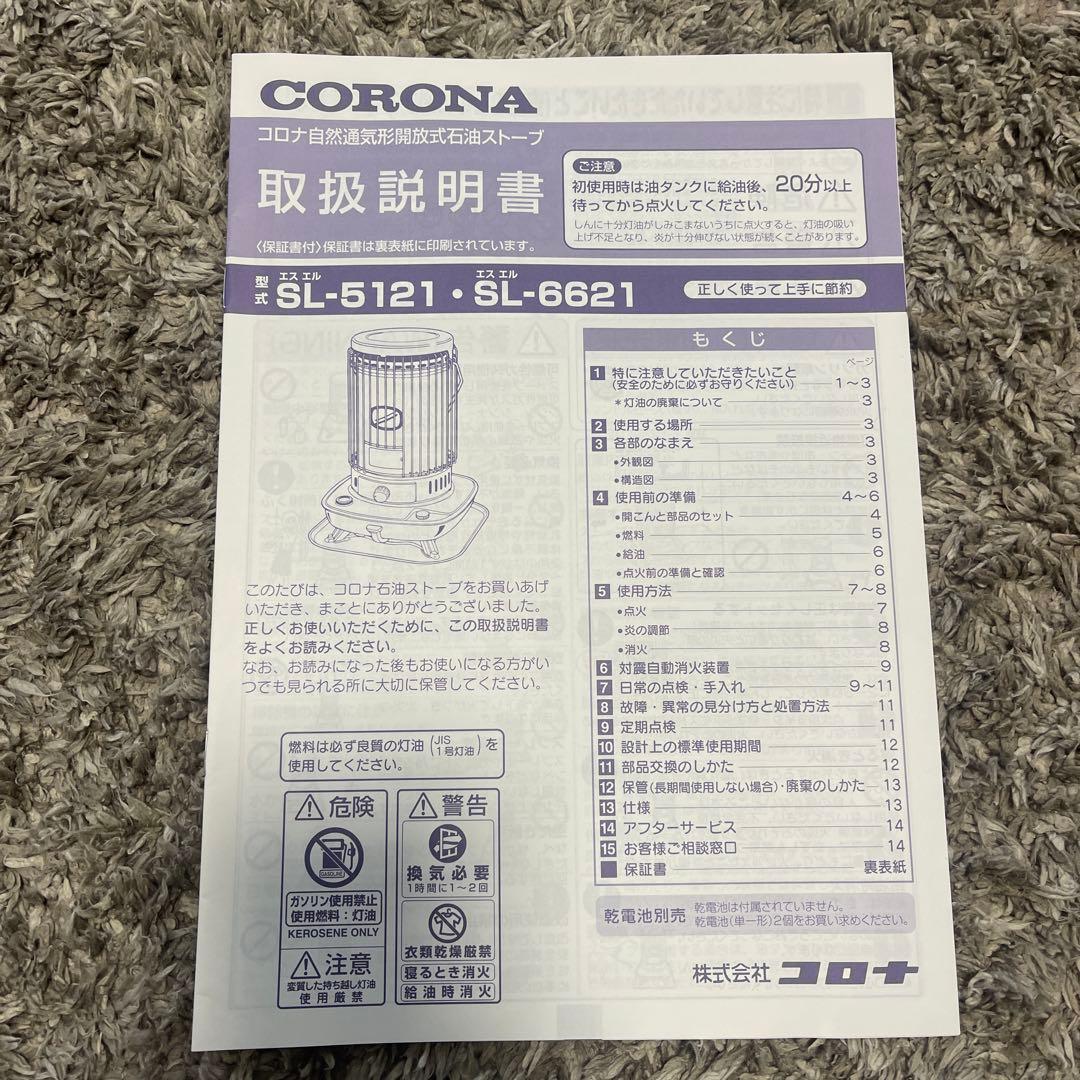 CORONA
コロナ自然通気形開放式石油ストーブ
取扱説明書
〈保証書付〉保証書は裏表紙に印刷されています。
ご注意
初使用時は油タンクに給油後、20分以上
待ってから点火してください。
しんに十分灯油がしみこまないうちに点火すると、灯油の吸い
上げ不足となり、炎が十分伸びない状態が続くことがあります。
エス エル エス エル
型式 SL-5121・SL-6621
正しく使って上手に節約
このたびは、コロナ石油ストーブをお買いあげ
いただき、まことにありがとうございました。
正しくお使いいただくために、この取扱説明書
をよくお読みください。
なお、お読みになった後もお使いになる方がい
つでも見られる所に大切に保管してください。
燃料は必ず良質の灯油(JIS 1号灯油)を
使用してください。
危険
GASOLINE
ガソリン使用禁止
使用燃料：灯油
KEROSENE ONLY
注意
変質した持ち越し灯油
使用厳禁
警告
換気必要
1時間に1～2回
衣類乾燥厳禁
寝るとき消火
給油時消火
もくじ
ページ
1 特に注意していただきたいこと
(安全のために必ずお守りください) 1～3
＊灯油の廃棄について 3
2 使用する場所 3
3 各部のなまえ 3
●外観図 3
●構造図 3
4 使用前の準備 4～6
●開こんと部品のセット 4
●燃料 5
●給油 6
●点火前の準備と確認 6
5 使用方法 7～8
●点火 7
●炎の調節 8
●消火 8
6 対震自動消火装置 9
7 日常の点検・手入れ 9～11
8 故障・異常の見分け方と処置方法 11
9 定期点検 11
10 設計上の標準使用期間 12
11 部品交換のしかた 12
12 保管(長期間使用しない場合)・廃棄のしかた 13
13 仕様 13
14 アフターサービス 14
15 お客様ご相談窓口 14
■ 保証書 裏表紙
乾電池別売
乾電池は付属されていません。
乾電池(単一形)2個をお買い求めください。
株式会社 コロナ